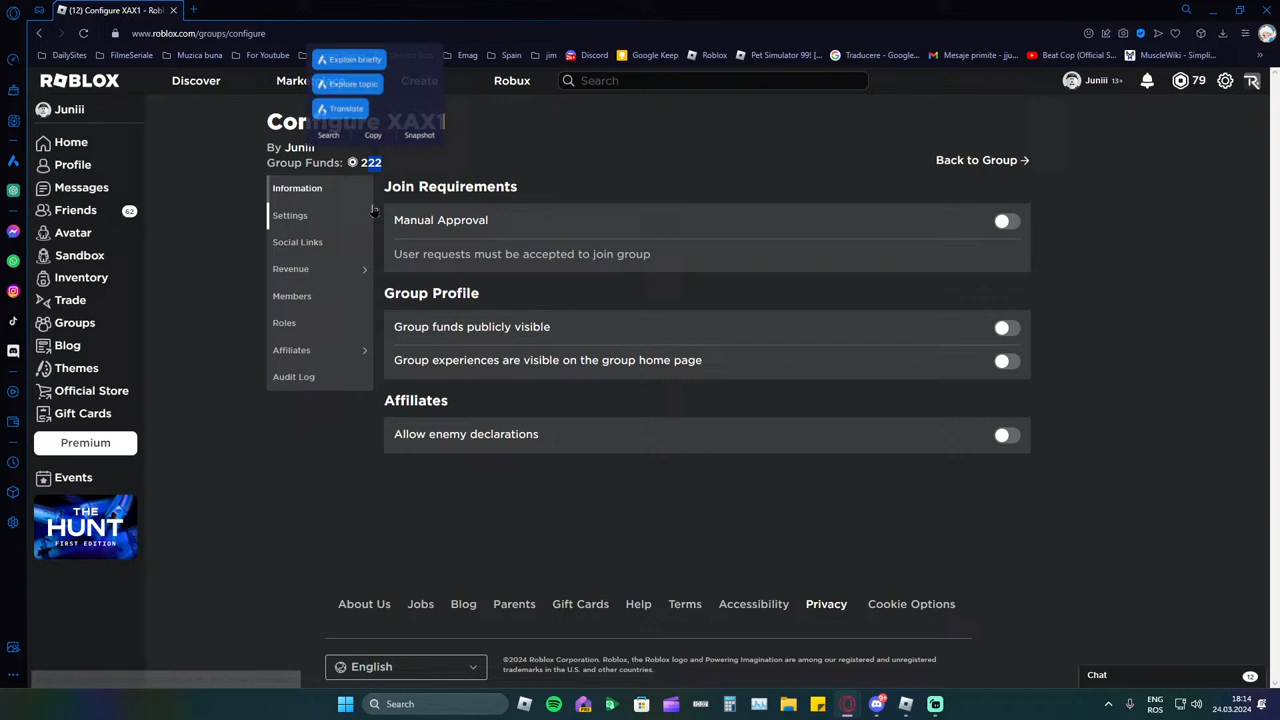 (12) Configure XAX1 - Robl
www.roblox.com/groups/configure
DailySites
FilmeSeriale
Muzica buna
For Youtube
Emag
Spain
jim
Discord
Google Keep
Roblox
Pet Simulator 99! |
Traducere - Google...
Mesaje primite - jju...
Beat Cop (Official S...
MuscleWiki - Simpli...
Explain briefly
Explore topic
Translate
Search
Copy
Snapshot
ROBLOX
Discover
Create
Robux
Search
Juniii 13+
79
Juniii
Home
Profile
Messages
Friends
62
Avatar
Sandbox
Inventory
Trade
Groups
Blog
Themes
Official Store
Gift Cards
Premium
Events
THE
HUNT
FIRST EDITION
Configure XAX1
By Juniii
Group Funds: 222
Back to Group
Information
Settings
Social Links
Revenue
Members
Roles
Affiliates
Audit Log
Join Requirements
Manual Approval
User requests must be accepted to join group
Group Profile
Group funds publicly visible
Group experiences are visible on the group home page
Affiliates
Allow enemy declarations
About Us
Jobs
Blog
Parents
Gift Cards
Help
Terms
Accessibility
Privacy
Cookie Options
English
©2024 Roblox Corporation. Roblox, the Roblox logo and Powering Imagination are among our registered and unregistered
trademarks in the U.S. and other countries.
Chat
12
Search
ENG
ROS
18:14
24.03.2024